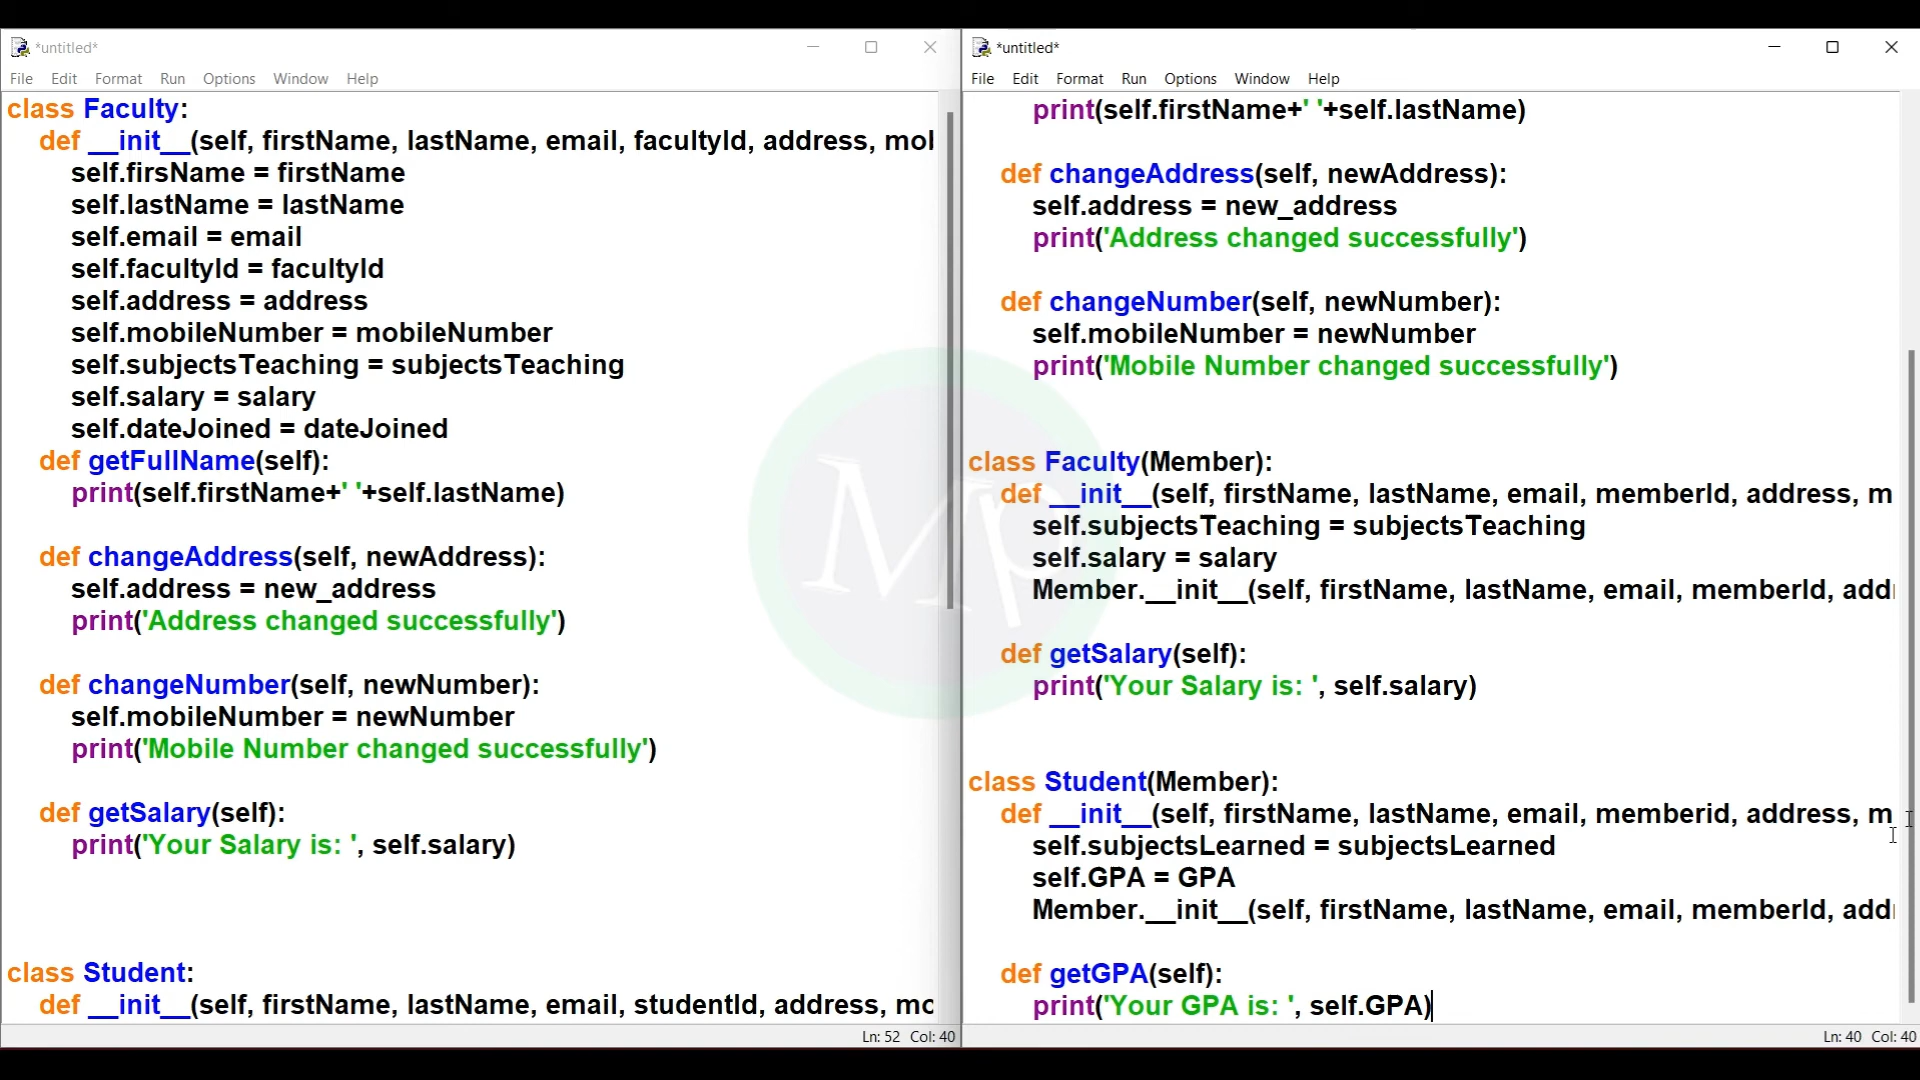 *untitled*
File Edit Format Run Options Window Help
class Faculty:
def __init__(self, firstName, lastName, email, facultyId, address, mol
self.firsName = firstName
self.lastName = lastName
self.email = email
self.facultyId = facultyId
self.address = address
self.mobileNumber = mobileNumber
self.subjectsTeaching = subjectsTeaching
self.salary = salary
self.dateJoined = dateJoined
def getFullName(self):
print(self.firstName+' '+self.lastName)
def changeAddress(self, newAddress):
self.address = new_address
print('Address changed successfully')
def changeNumber(self, newNumber):
self.mobileNumber = newNumber
print('Mobile Number changed successfully')
def getSalary(self):
print('Your Salary is: ', self.salary)
class Student:
def __init__(self, firstName, lastName, email, studentId, address, mc
Ln: 52 Col: 40
*untitled*
File Edit Format Run Options Window Help
print(self.firstName+' '+self.lastName)
def changeAddress(self, newAddress):
self.address = new_address
print('Address changed successfully')
def changeNumber(self, newNumber):
self.mobileNumber = newNumber
print('Mobile Number changed successfully')
class Faculty(Member):
def __init__(self, firstName, lastName, email, memberId, address, m
self.subjectsTeaching = subjectsTeaching
self.salary = salary
Member.__init__(self, firstName, lastName, email, memberId, add
def getSalary(self):
print('Your Salary is: ', self.salary)
class Student(Member):
def __init__(self, firstName, lastName, email, memberid, address, m
self.subjectsLearned = subjectsLearned
self.GPA = GPA
Member.__init__(self, firstName, lastName, email, memberId, add
def getGPA(self):
print('Your GPA is: ', self.GPA)
Ln: 40 Col: 40
Mp